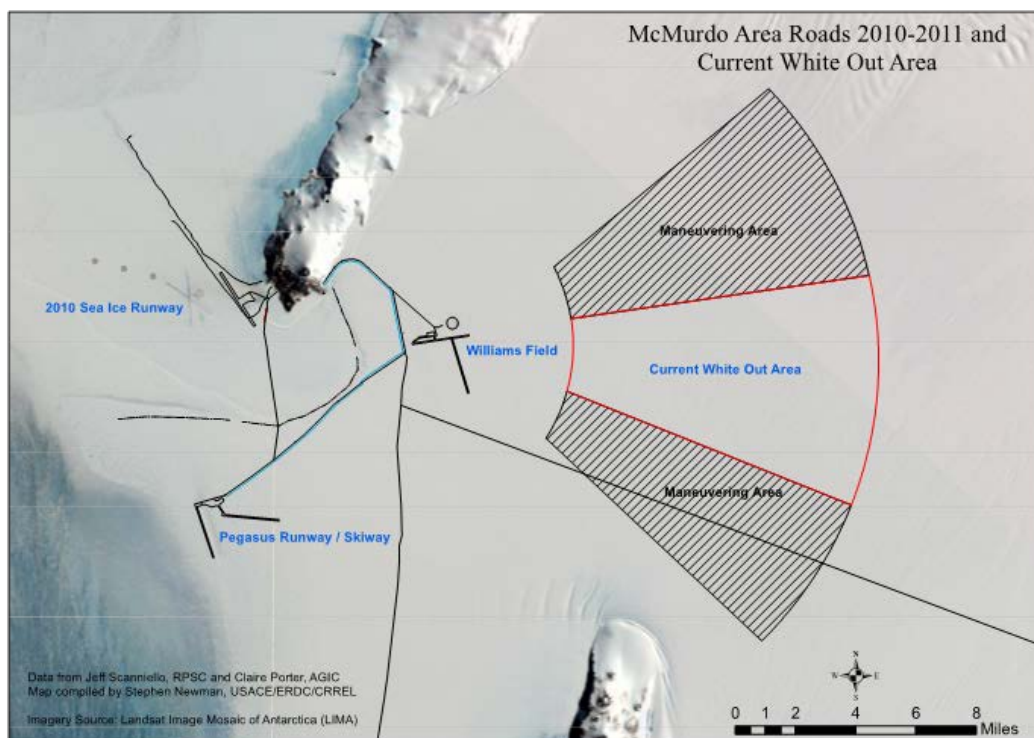 McMurdo Area Roads 2010-2011 and
Current White Out Area
Maneuvering Area
2010 Sea Ice Runway
Williams Field
Current White Out Area
Maneuvering Area
Pegasus Runway / Skiway
Data from Jeff Scanniello, RPSC and Claire Porter, AGIC
Map compiled by Stephen Newman, USACE/ERDC/CRREL
Imagery Source: Landsat Image Mosaic of Antarctica (LIMA)
N
W E
S
0 1 2 4 6 8
Miles